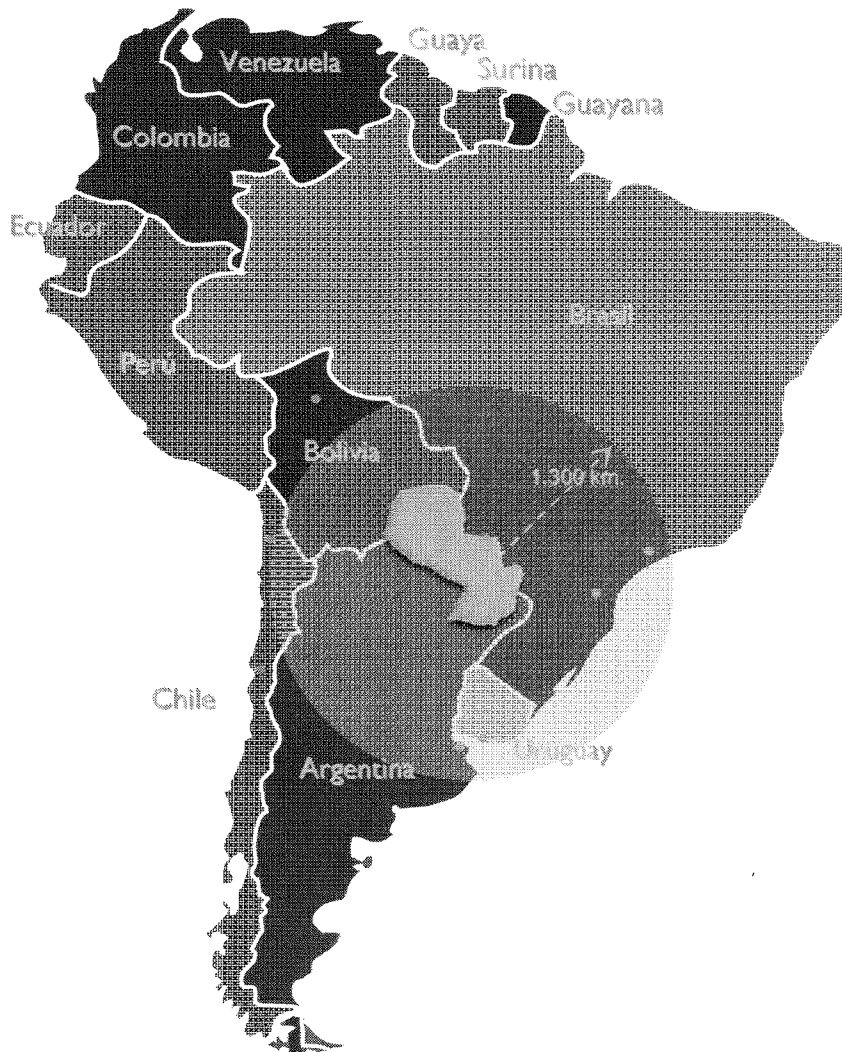 Guaya
Venezuela
Surina
Guayana
Colombia
Ecuador
Brasil
Perú
Bolivia
1.300 km.
Chile
Uruguay
Argentina